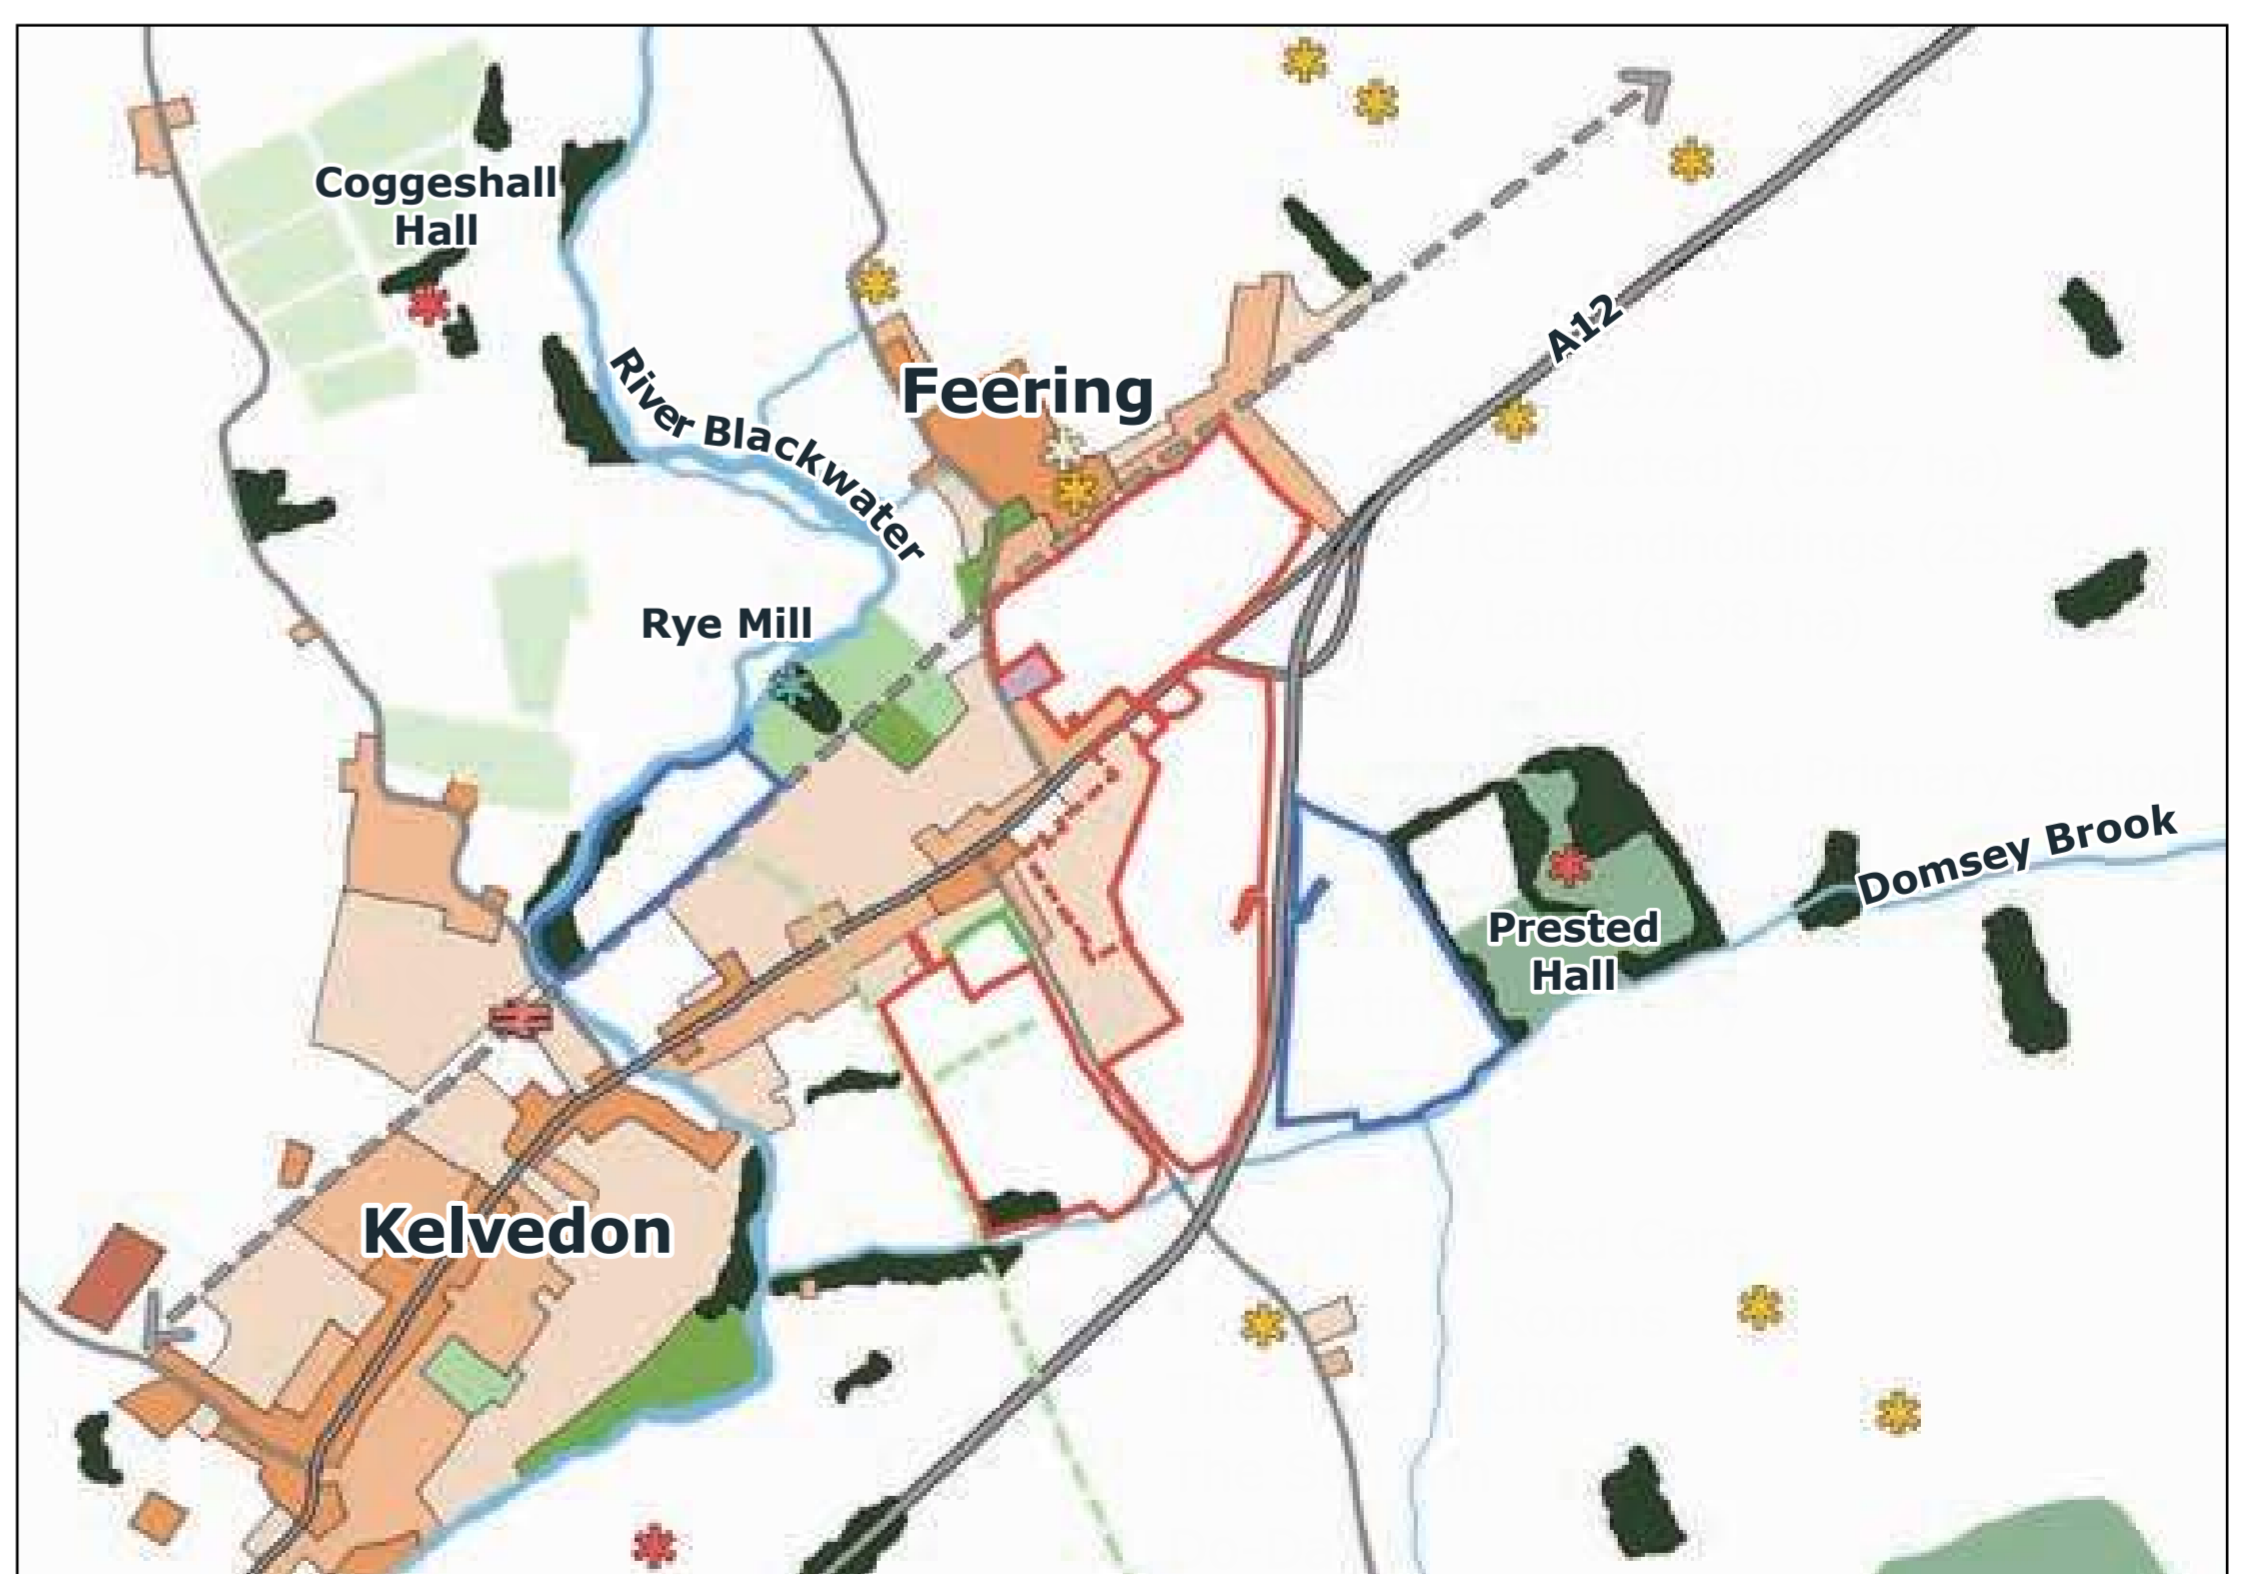 Coggeshall
Hall
River Blackwater
Feering
A12
Rye Mill
Domsey Brook
Prested
Hall
Kelvedon